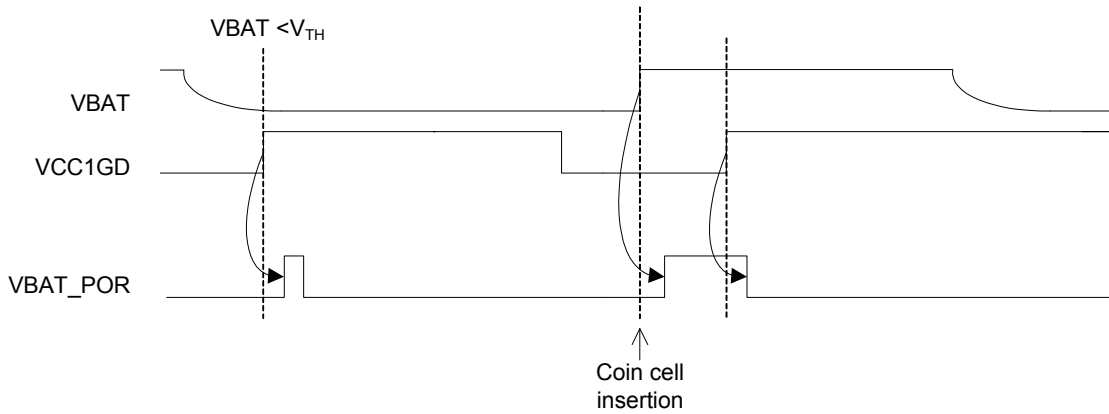 VBAT <VTH
VBAT
VCC1GD
VBAT_POR
Coin cell
insertion